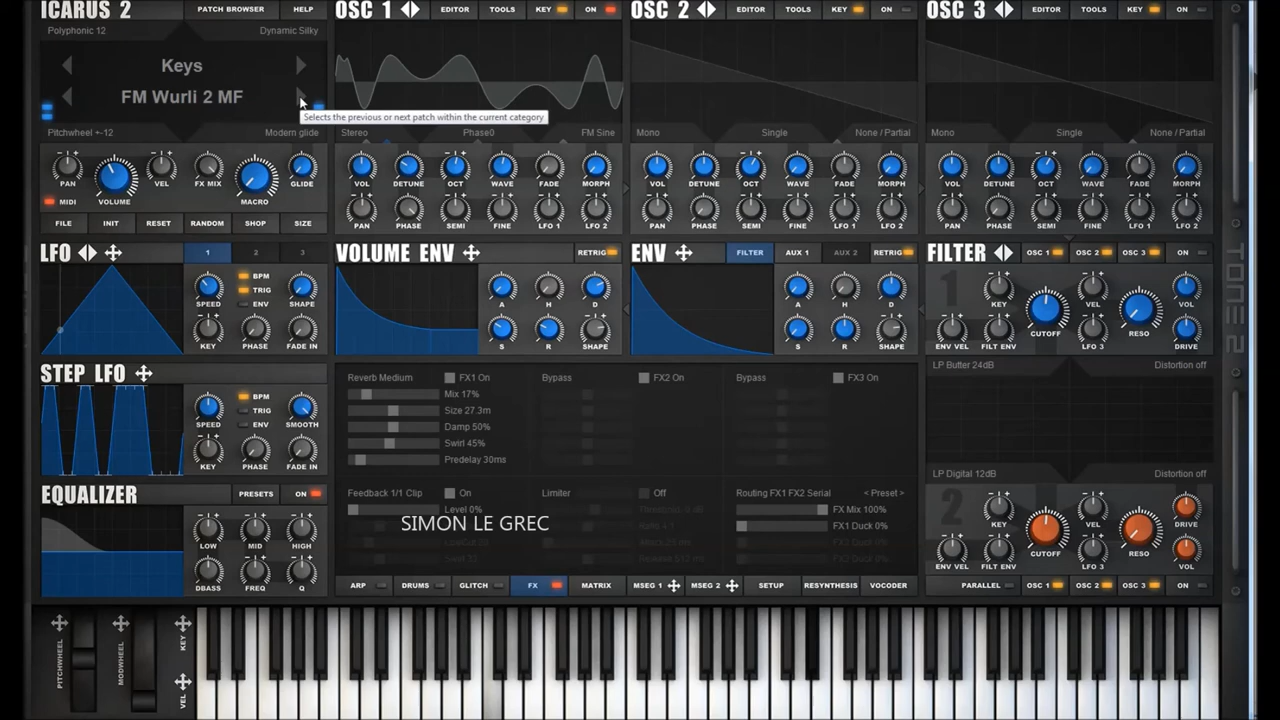 ICARUS 2
PATCH BROWSER
HELP
Polyphonic 12
Dynamic Silky
Keys
FM Wurli 2 MF
Selects the previous or next patch within the current category
Pitchwheel +-12
Modern glide
PAN
VOLUME
VEL
FX MIX
MACRO
GLIDE
MIDI
FILE
INIT
RESET
RANDOM
SHOP
SIZE
OSC 1
EDITOR
TOOLS
KEY
ON
Stereo
Phase0
FM Sine
VOL
DETUNE
OCT
WAVE
FADE
MORPH
PAN
PHASE
SEMI
FINE
LFO 1
LFO 2
OSC 2
EDITOR
TOOLS
KEY
ON
Mono
Single
None / Partial
VOL
DETUNE
OCT
WAVE
FADE
MORPH
PAN
PHASE
SEMI
FINE
LFO 1
LFO 2
OSC 3
EDITOR
TOOLS
KEY
ON
Mono
Single
None / Partial
VOL
DETUNE
OCT
WAVE
FADE
MORPH
PAN
PHASE
SEMI
FINE
LFO 1
LFO 2
LFO
1
2
3
SPEED
BPM
TRIG
ENV
SHAPE
KEY
PHASE
FADE IN
VOLUME ENV
RETRIG
A
H
D
S
R
SHAPE
ENV
FILTER
AUX 1
AUX 2
RETRIG
A
H
D
S
R
SHAPE
FILTER
OSC 1
OSC 2
OSC 3
ON
1
KEY
CUTOFF
VEL
RESO
VOL
ENV VEL
FILT ENV
LFO 3
DRIVE
LP Butter 24dB
Distortion off
STEP LFO
SPEED
BPM
TRIG
ENV
SMOOTH
KEY
PHASE
FADE IN
Reverb Medium
FX1 On
Mix 17%
Size 27.3m
Damp 50%
Swirl 45%
Predelay 30ms
Bypass
FX2 On
Bypass
FX3 On
EQUALIZER
PRESETS
ON
LOW
MID
HIGH
DBASS
FREQ
Q
Feedback 1/1 Clip
On
Level 0%
SIMON LE GREC
Limiter
Off
Routing FX1 FX2 Serial
< Preset >
FX Mix 100%
FX1 Duck 0%
LP Digital 12dB
Distortion off
2
KEY
CUTOFF
VEL
RESO
DRIVE
ENV VEL
FILT ENV
LFO 3
VOL
ARP
DRUMS
GLITCH
FX
MATRIX
MSEG 1
MSEG 2
SETUP
RESYNTHESIS
VOCODER
PARALLEL
OSC 1
OSC 2
OSC 3
ON
PITCHWHEEL
MODWHEEL
KEY
VEL
TONE 2